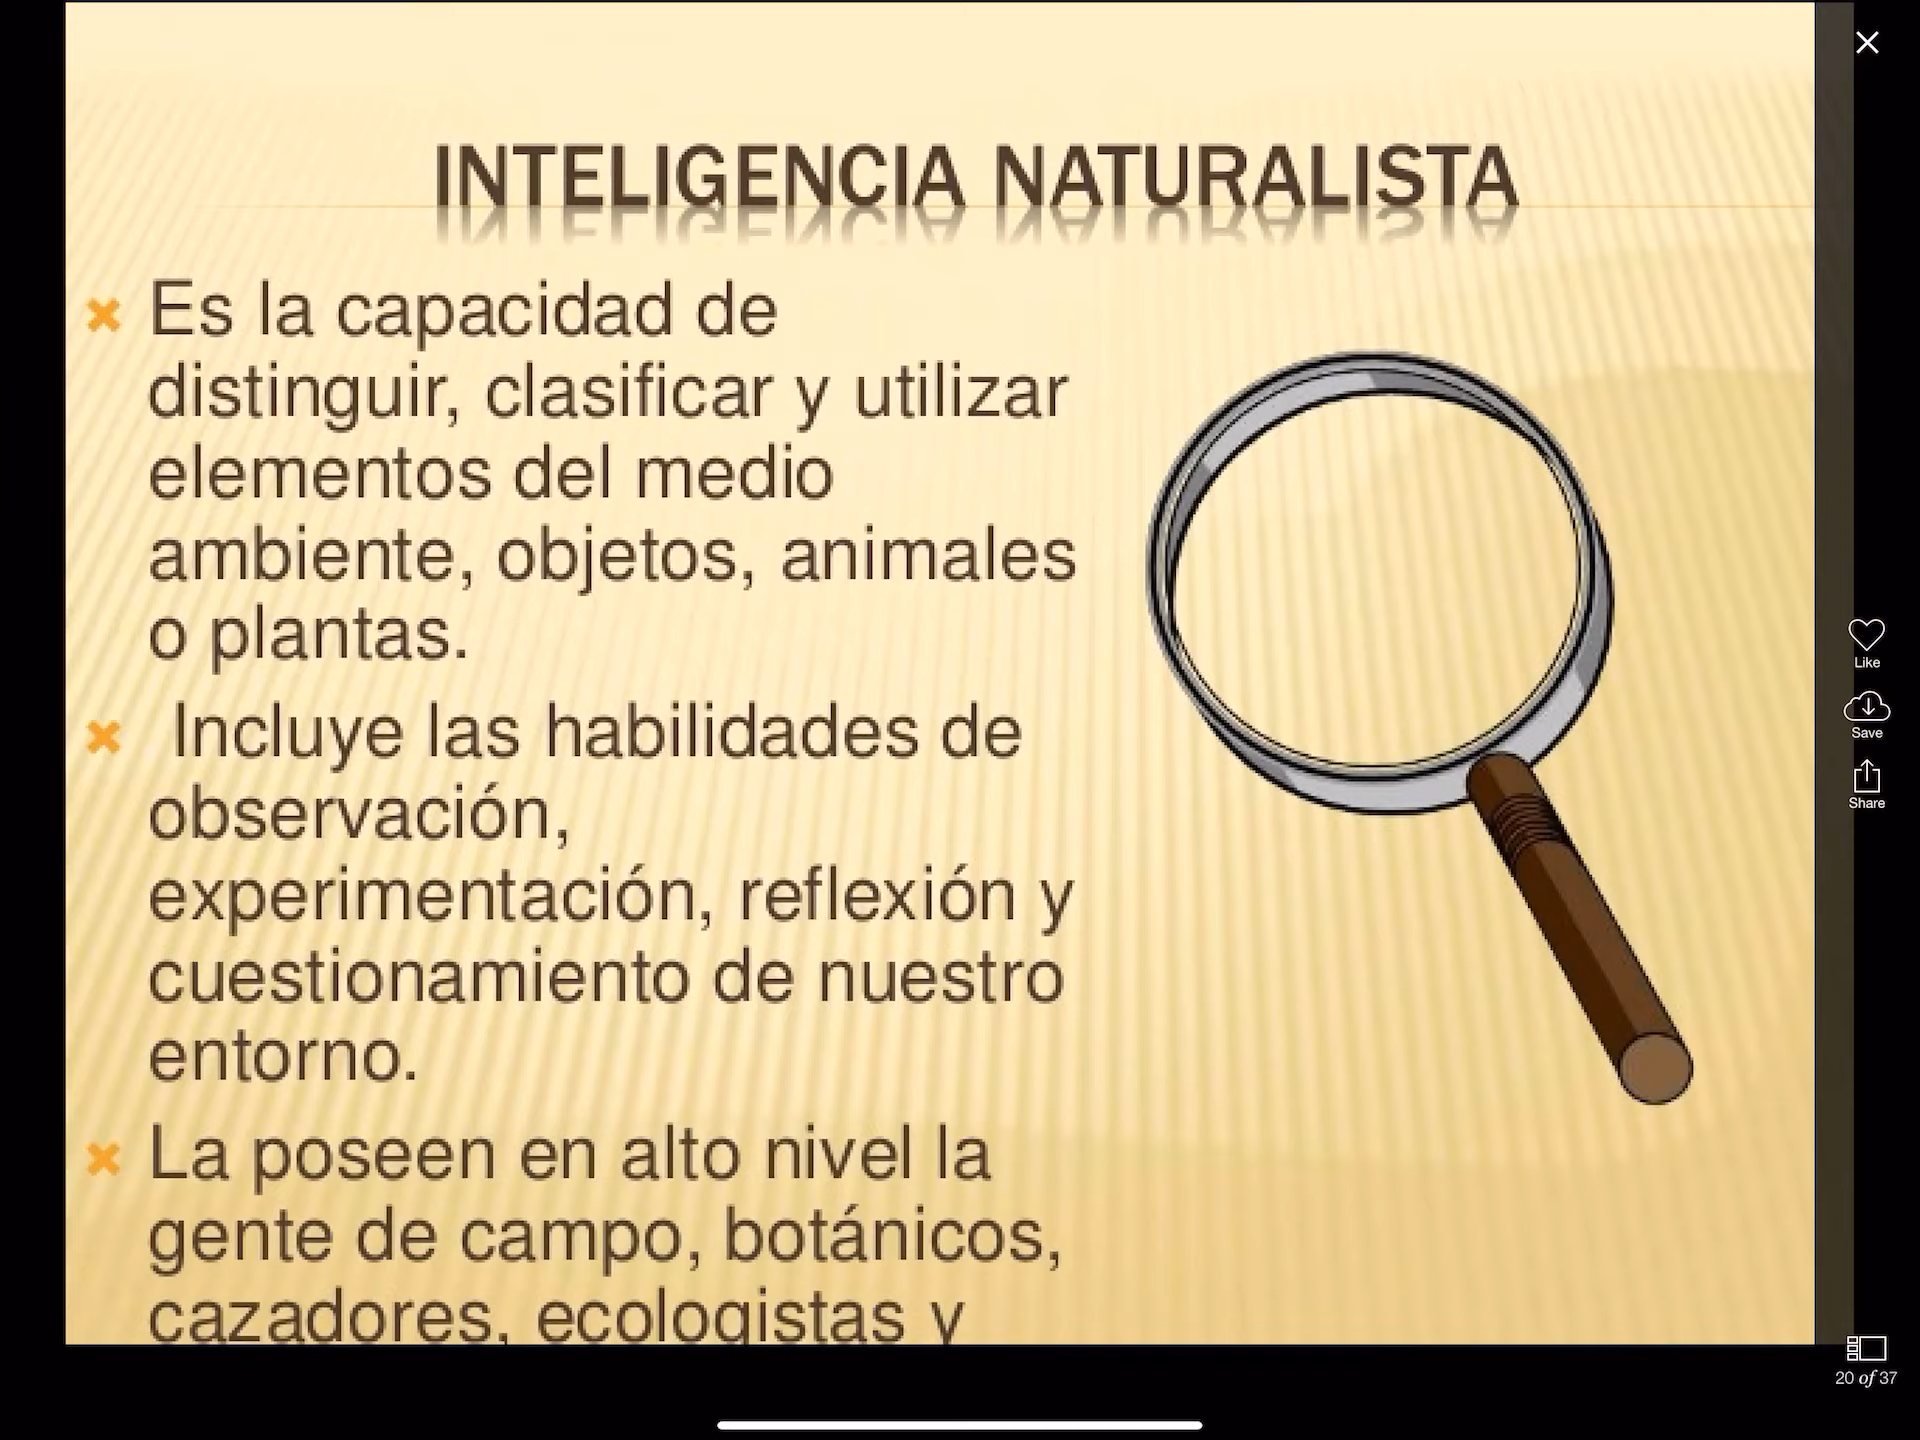 INTELIGENCIA NATURALISTA
Es la capacidad de
distinguir, clasificar y utilizar
elementos del medio
ambiente, objetos, animales
o plantas.
Incluye las habilidades de
observación,
experimentación, reflexión y
cuestionamiento de nuestro
entorno.
La poseen en alto nivel la
gente de campo, botánicos,
cazadores, ecologistas y
Like
Save
Share
20 of 37